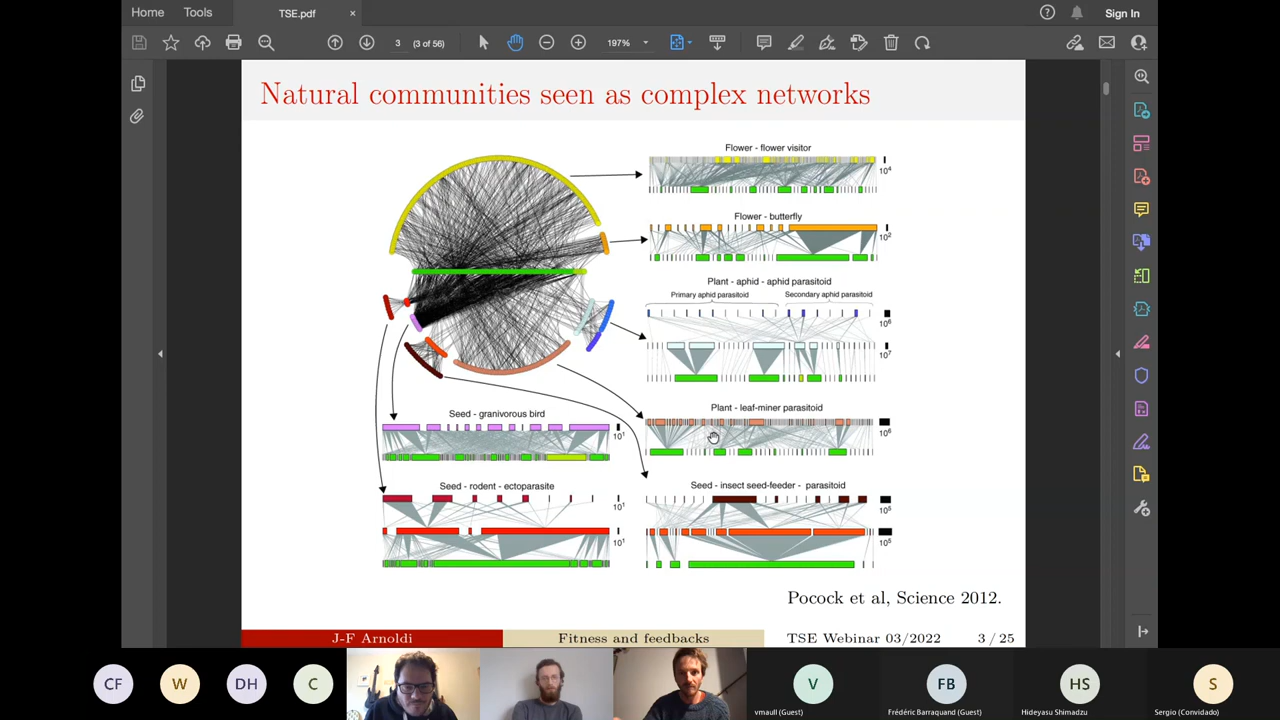 Home Tools TSE.pdf × Sign In
3 (3 of 56) 197%
Natural communities seen as complex networks
Flower - flower visitor
10⁴
Flower - butterfly
10²
Plant - aphid - aphid parasitoid
Primary aphid parasitoid Secondary aphid parasitoid
10⁶
10⁷
Plant - leaf-miner parasitoid
10⁶
Seed - granivorous bird
10¹
Seed - rodent - ectoparasite
10¹
10¹
Seed - insect seed-feeder - parasitoid
10⁵
10⁵
Pocock et al, Science 2012.
J-F Arnoldi Fitness and feedbacks TSE Webinar 03/2022 3 / 25
CF W DH C V FB HS S
vmaull (Guest) Frédéric Barraquand (Guest) Hideyasu Shimadzu Sergio (Convidado)